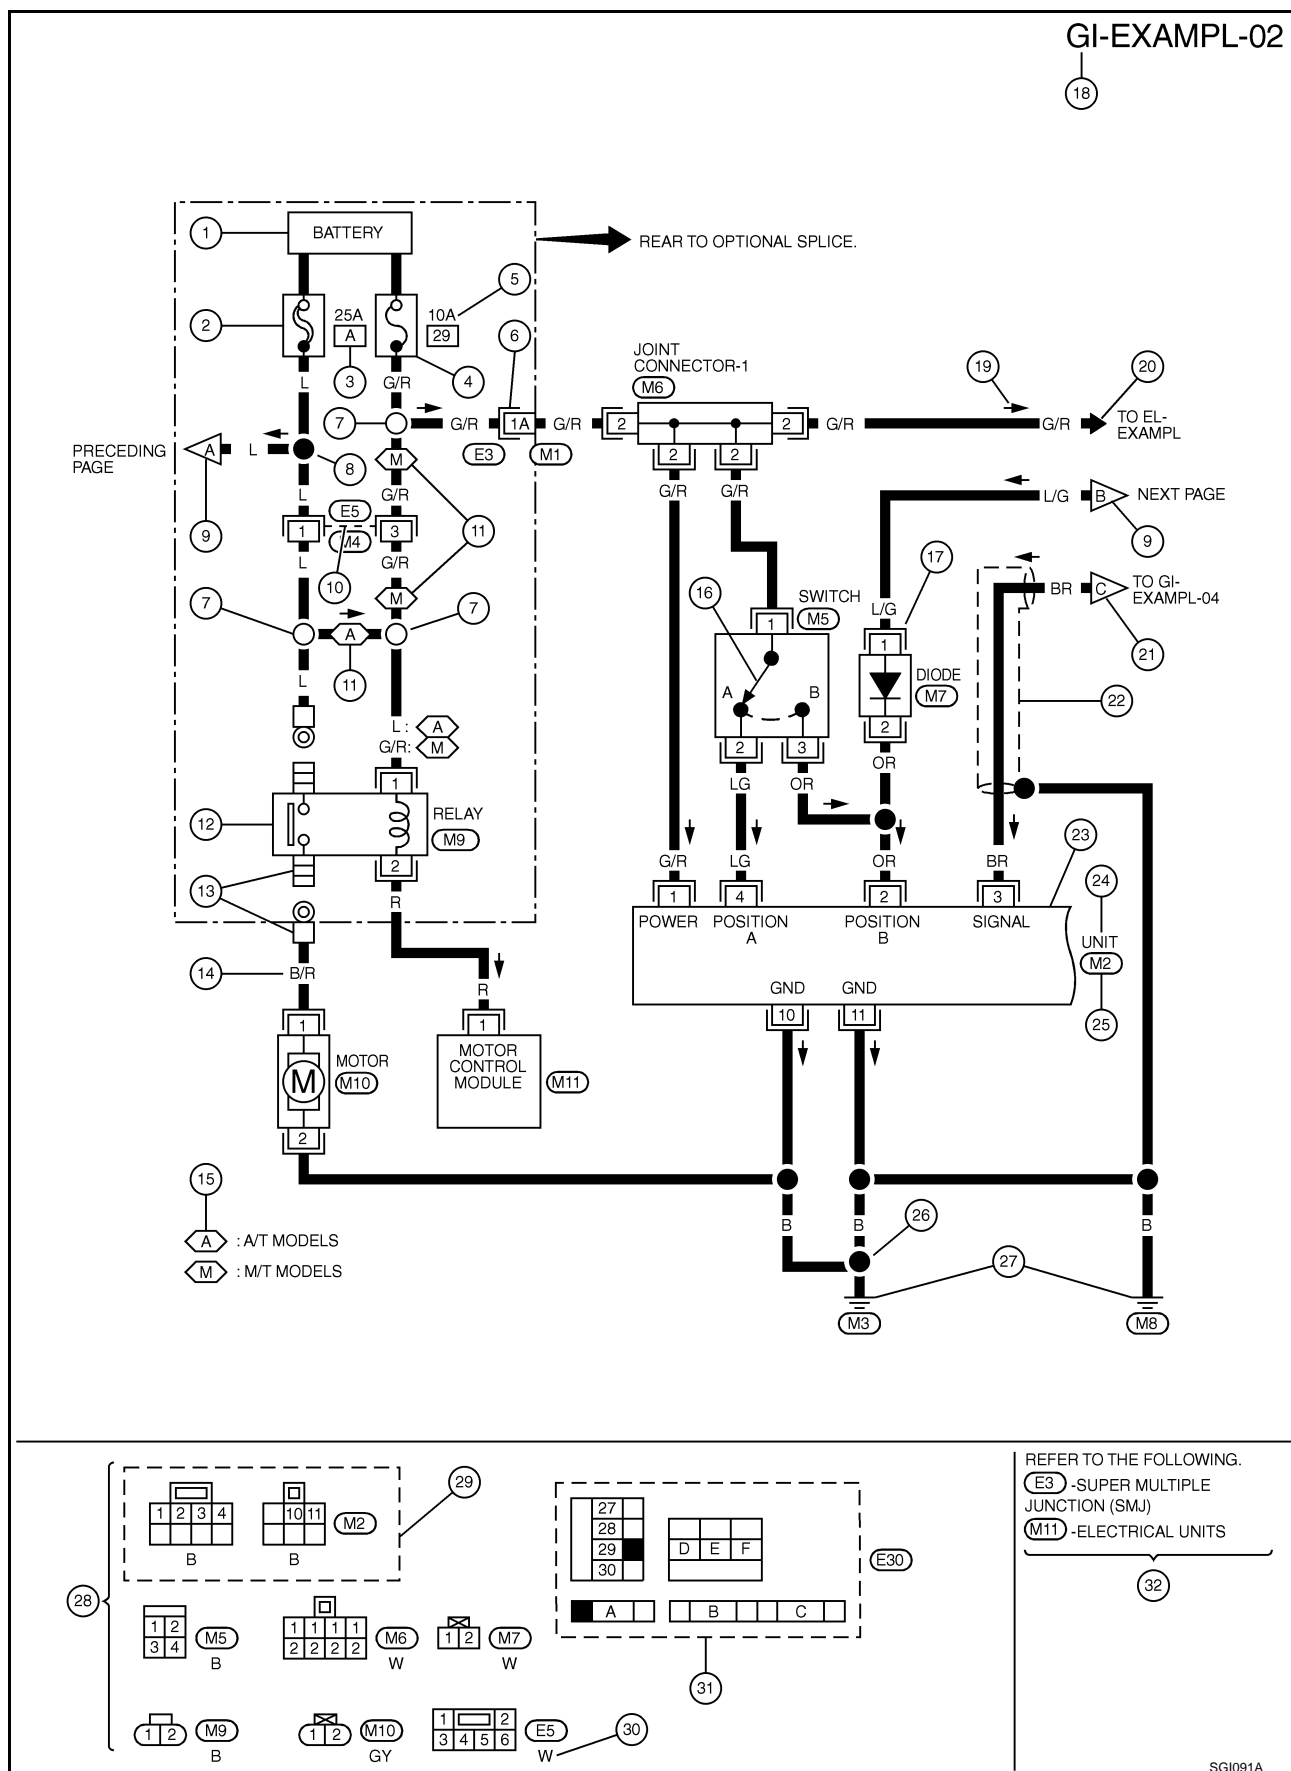 GI-EXAMPL-02
18
1
BATTERY
REAR TO OPTIONAL SPLICE.
5
2
25A
A
10A
29
6
3
4
L
G/R
JOINT
CONNECTOR-1
M6
19
20
7
G/R
1A
G/R
2
2
G/R
G/R
TO EL-
EXAMPL
E3
M1
PRECEDING
PAGE
A
L
8
M
2
2
L
G/R
G/R
G/R
L/G
B
NEXT PAGE
9
E5
1
3
M4
11
9
L
G/R
10
17
16
BR
C
TO GI-
EXAMPL-04
7
M
7
SWITCH
M5
L/G
A
1
1
21
11
L
A
B
DIODE
M7
22
L :
A
G/R:
M
2
3
2
LG
OR
OR
1
12
RELAY
M9
23
2
G/R
LG
OR
BR
24
13
R
1
4
2
3
POWER
POSITION
A
POSITION
B
SIGNAL
UNIT
M2
14
B/R
R
GND
GND
25
10
11
1
1
MOTOR
M10
M
MOTOR
CONTROL
MODULE
M11
2
15
A
: A/T MODELS
M
: M/T MODELS
B
B
B
26
27
M3
M8
28
1 2 3 4
10 11
M2
B
B
29
27
28
29
30
D E F
E30
A
B
C
31
1 2
3 4
M5
B
1 1 1 1
2 2 2 2
M6
W
1 2
M7
W
1 2
M9
B
1 2
M10
GY
1 2
3 4 5 6
E5
W
30
REFER TO THE FOLLOWING.
E3 -SUPER MULTIPLE
JUNCTION (SMJ)
M11 -ELECTRICAL UNITS
32
SGI091A